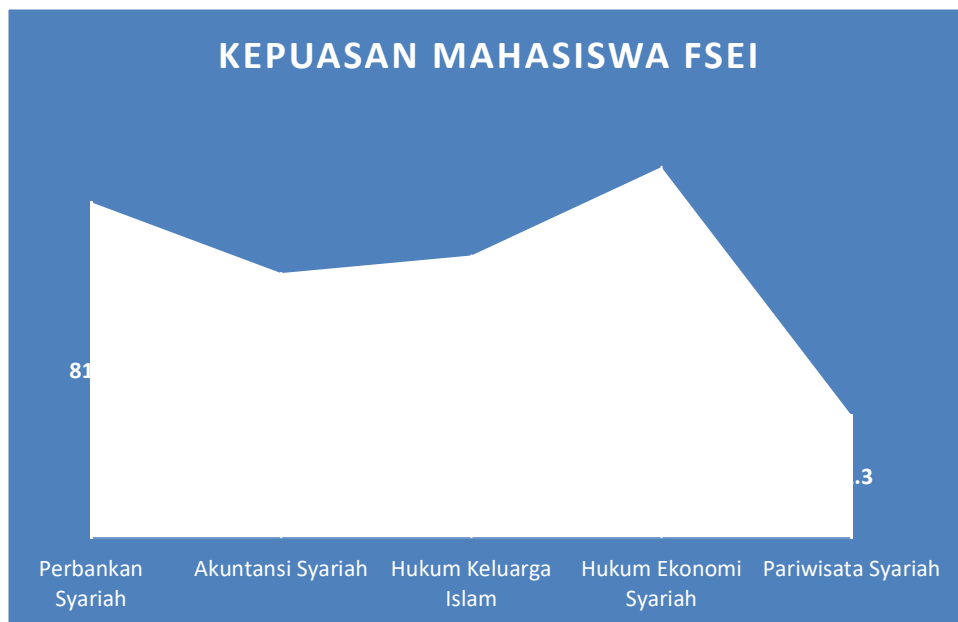 KEPUASAN MAHASISWA FSEI
81
.3
Perbankan
Syariah
Akuntansi Syariah
Hukum Keluarga
Islam
Hukum Ekonomi
Syariah
Pariwisata Syariah